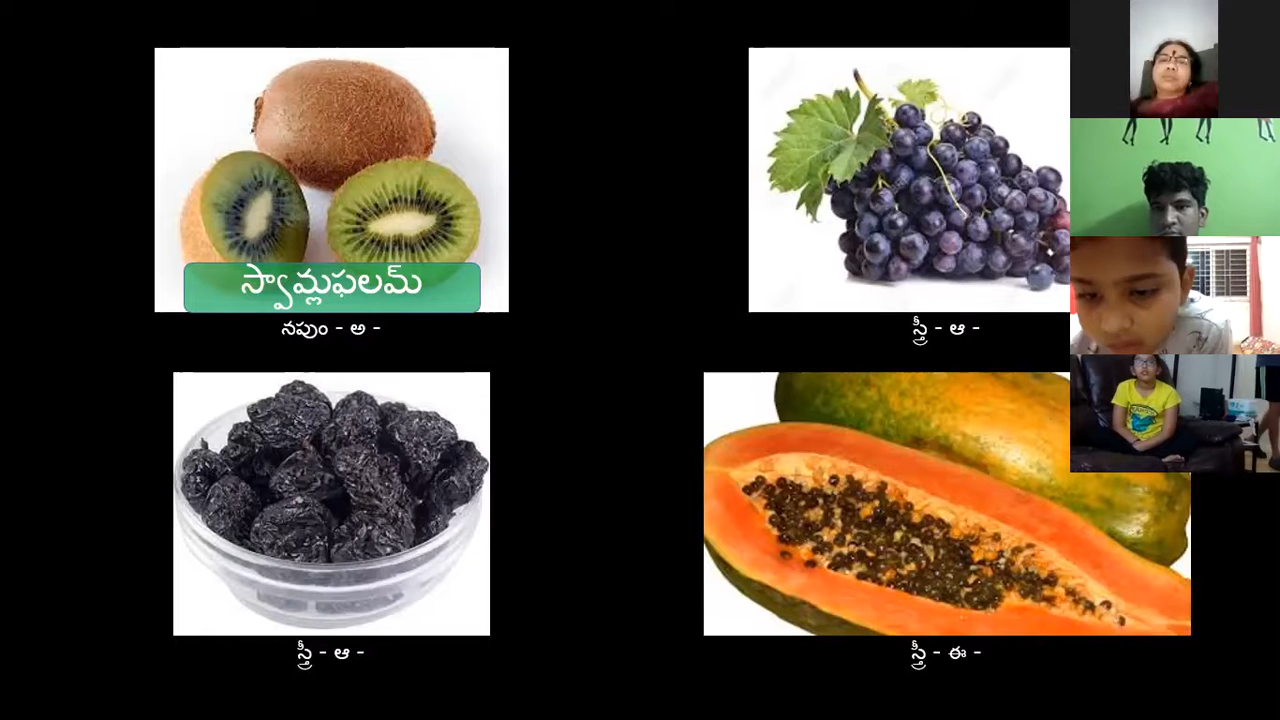 స్వామ్లఫలమ్
నపుం - అ -
స్త్రీ - ఆ -
స్త్రీ - ఆ -
స్త్రీ - ఈ -